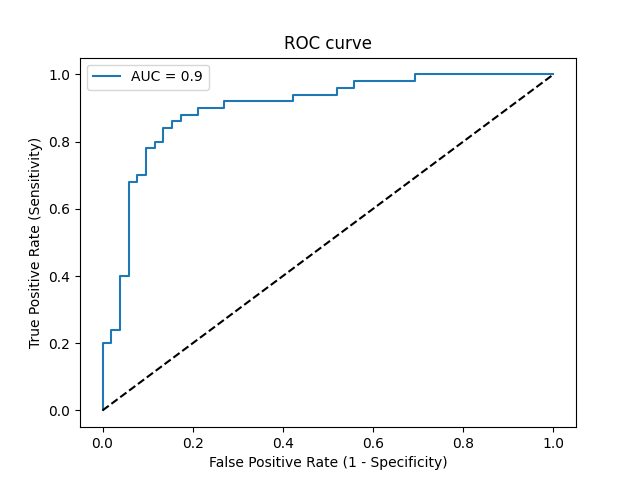 ROC curve
AUC = 0.9
True Positive Rate (Sensitivity)
1.0
0.8
0.6
0.4
0.2
0.0
0.0 0.2 0.4 0.6 0.8 1.0
False Positive Rate (1 - Specificity)